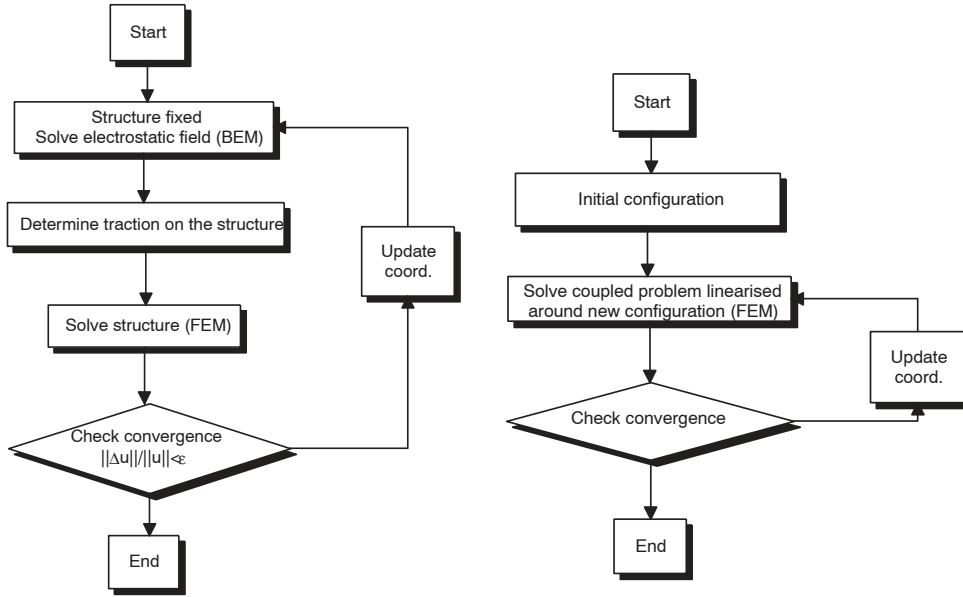 Start
Structure fixed
Solve electrostatic field (BEM)
Determine traction on the structure
Solve structure (FEM)
Check convergence
||Δu||/||u||<ε
End
Update
coord.
Start
Initial configuration
Solve coupled problem linearised
around new configuration (FEM)
Check convergence
End
Update
coord.